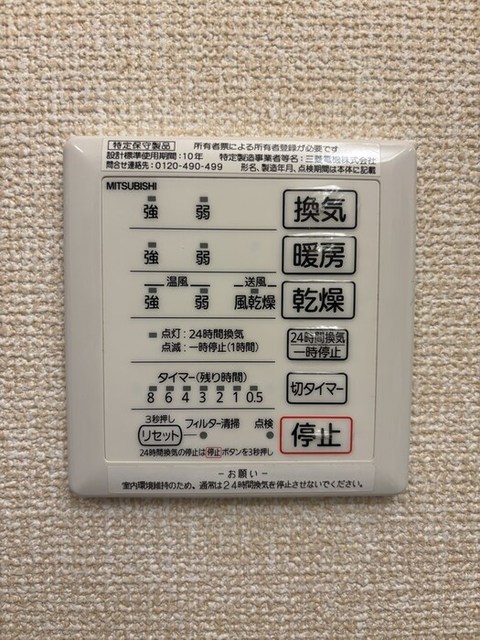 特定保守製品 所有者票による所有者登録が必要です
設計標準使用期間：10年 特定製造事業者等名：三菱電機株式会社
問合せ連絡先：0120-490-499 形名、製造年月、点検期間は本体に記載
MITSUBISHI
強 弱 換気
強 弱 暖房
温風 送風
強 弱 風乾燥 乾燥
点灯：24時間換気
点滅：一時停止(1時間)
24時間換気
一時停止
タイマー(残り時間)
8 6 4 3 2 1 0.5
切タイマー
3秒押し
リセット フィルター清掃 点検
停止
24時間換気の停止は停止ボタンを3秒押し
－お願い－
室内環境維持のため、通常は24時間換気を停止させないでください。